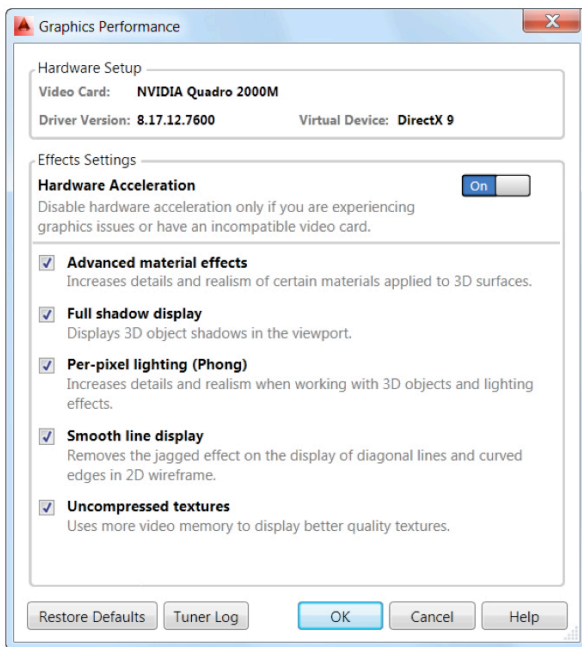 Graphics Performance
Hardware Setup
Video Card: NVIDIA Quadro 2000M
Driver Version: 8.17.12.7600 Virtual Device: DirectX 9
Effects Settings
Hardware Acceleration On
Disable hardware acceleration only if you are experiencing
graphics issues or have an incompatible video card.
Advanced material effects
Increases details and realism of certain materials applied to 3D surfaces.
Full shadow display
Displays 3D object shadows in the viewport.
Per-pixel lighting (Phong)
Increases details and realism when working with 3D objects and lighting
effects.
Smooth line display
Removes the jagged effect on the display of diagonal lines and curved
edges in 2D wireframe.
Uncompressed textures
Uses more video memory to display better quality textures.
Restore Defaults Tuner Log OK Cancel Help